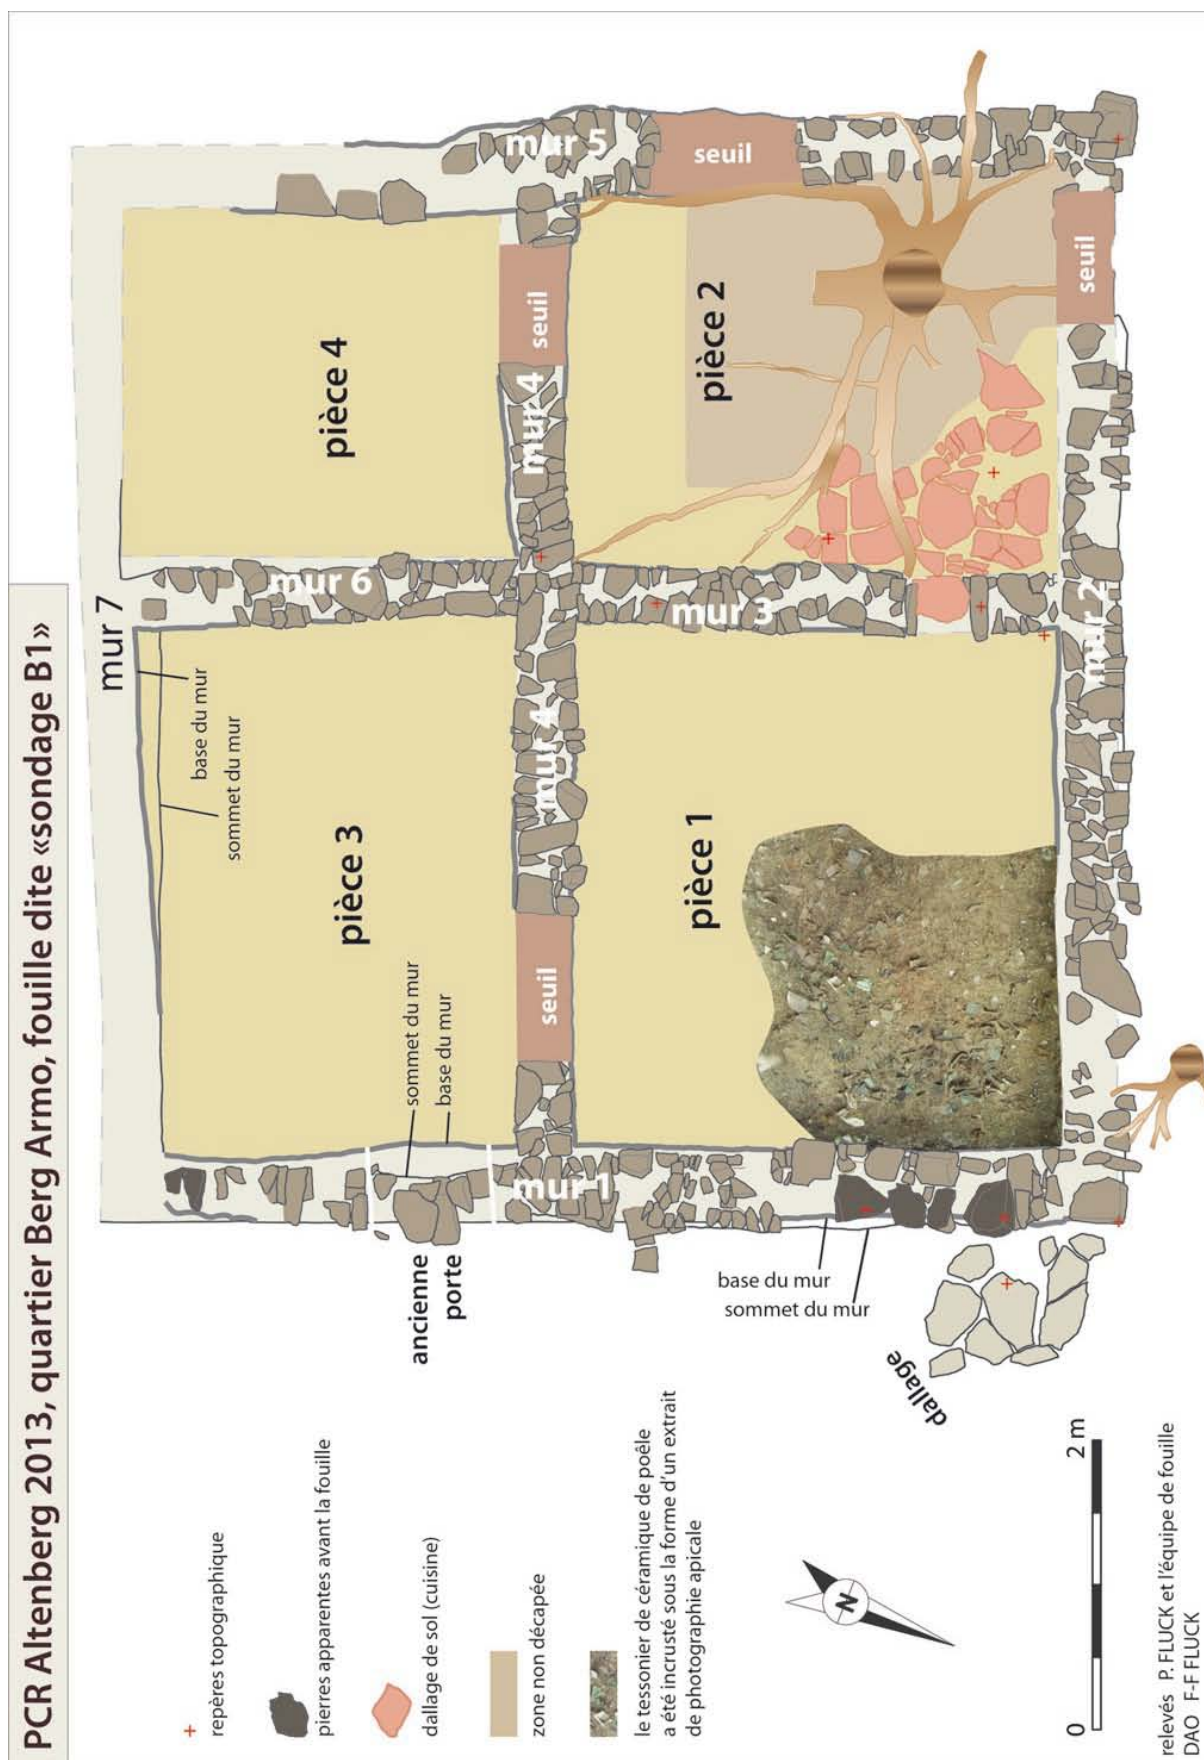 PCR Altenberg 2013, quartier Berg Armo, fouille dite «sondage B1»
mur 7
base du mur
sommet du mur
pièce 3
pièce 4
mur 6
mur 5
sommet du mur
base du mur
ancienne
porte
mur 1
seuil
mur 4
mur 4
seuil
seuil
pièce 1
mur 3
pièce 2
base du mur
sommet du mur
dallage
mur 2
seuil
repères topographique
pierres apparentes avant la fouille
dallage de sol (cuisine)
zone non décapée
le tessonier de céramique de poêle
a été incrusté sous la forme d'un extrait
de photographie apicale
N
0
2 m
relevés P. FLUCK et l'équipe de fouille
DAO F-F FLUCK